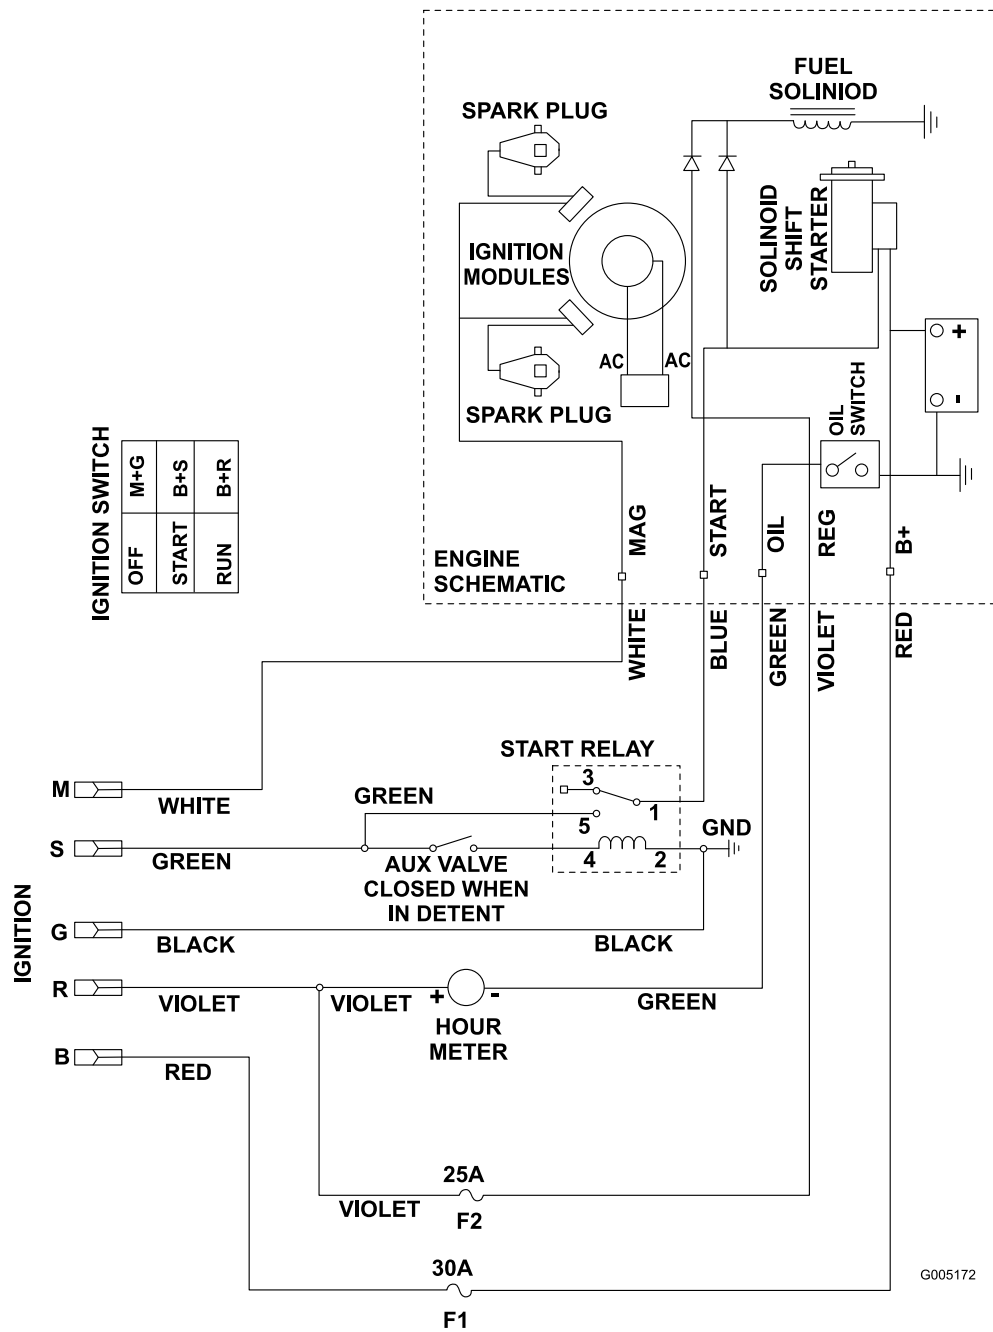 FUEL
SOLINIOD
SPARK PLUG
SOLINOID
SHIFT
STARTER
IGNITION
MODULES
AC
AC
+
-
SPARK PLUG
OIL
SWITCH
IGNITION SWITCH
OFF M+G
START B+S
RUN B+R
MAG
START
OIL
REG
B+
ENGINE
SCHEMATIC
WHITE
BLUE
GREEN
VIOLET
RED
START RELAY
M
WHITE
GREEN
3
1
5
4
2
GND
S
GREEN
AUX VALVE
CLOSED WHEN
IN DETENT
IGNITION
G
BLACK
BLACK
R
VIOLET
VIOLET
+
-
GREEN
HOUR
METER
B
RED
25A
VIOLET
F2
30A
F1
G005172